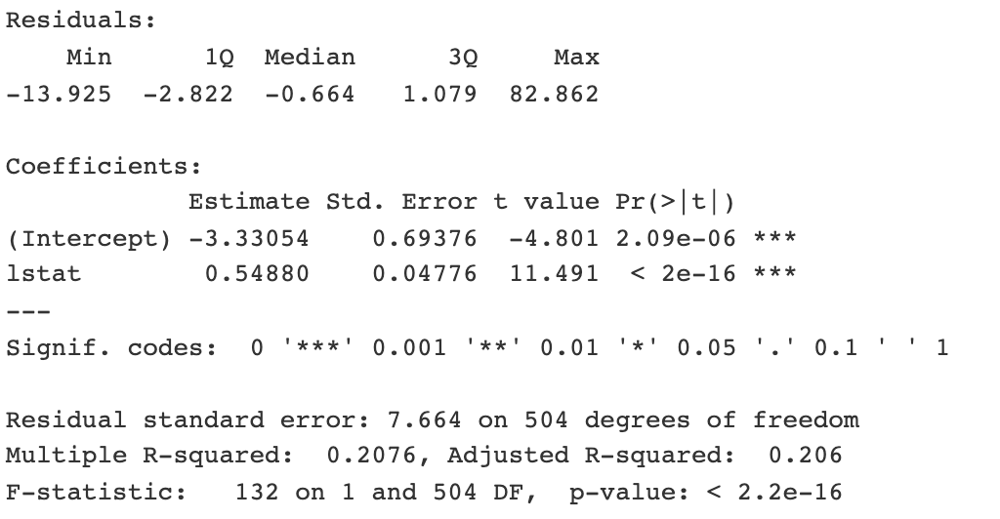 Residuals:
    Min      1Q  Median      3Q     Max
-13.925  -2.822  -0.664   1.079  82.862

Coefficients:
            Estimate Std. Error t value Pr(>|t|)
(Intercept) -3.33054    0.69376  -4.801 2.09e-06 ***
lstat        0.54880    0.04776  11.491  < 2e-16 ***
---
Signif. codes:  0 '***' 0.001 '**' 0.01 '*' 0.05 '.' 0.1 ' ' 1

Residual standard error: 7.664 on 504 degrees of freedom
Multiple R-squared:  0.2076, Adjusted R-squared:  0.206
F-statistic:   132 on 1 and 504 DF,  p-value: < 2.2e-16